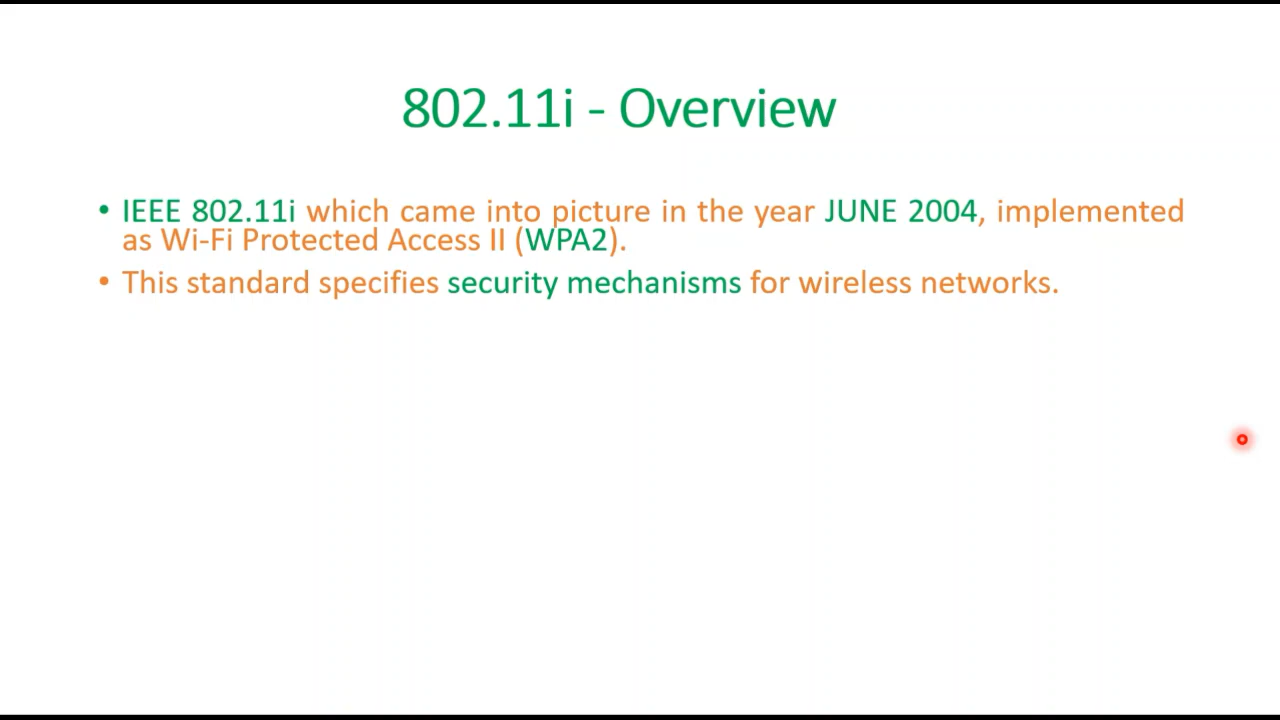 802.11i - Overview
• IEEE 802.11i which came into picture in the year JUNE 2004, implemented
as Wi-Fi Protected Access II (WPA2).
• This standard specifies security mechanisms for wireless networks.